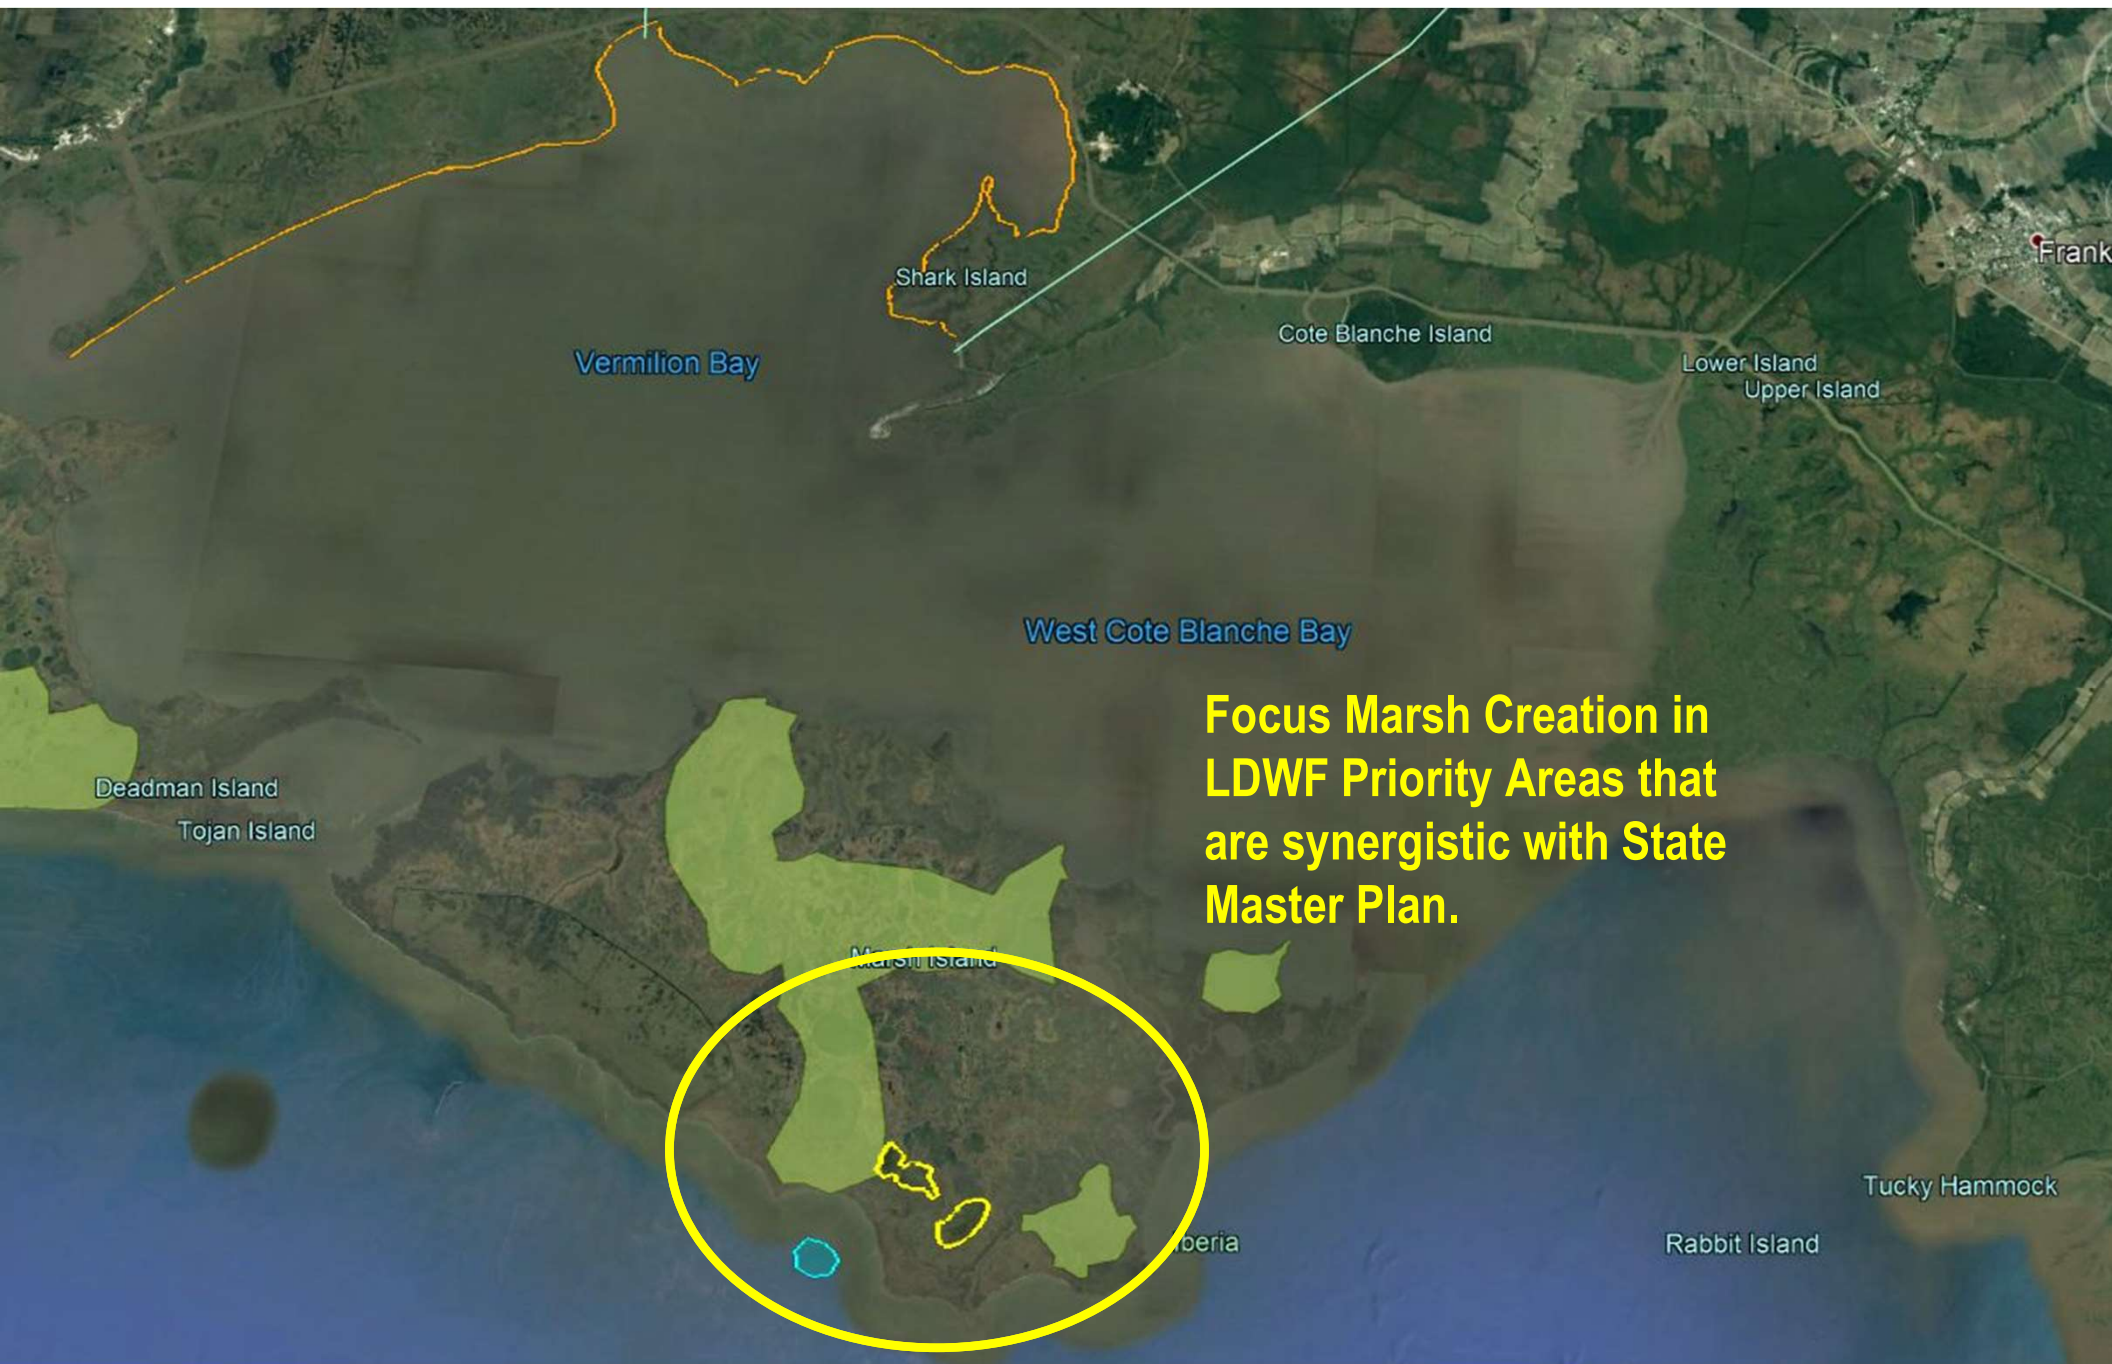 Frank
Shark Island
Cote Blanche Island
Vermilion Bay
Lower Island
Upper Island
West Cote Blanche Bay
Focus Marsh Creation in
LDWF Priority Areas that
are synergistic with State
Master Plan.
Deadman Island
Tojan Island
Marsh Island
Tucky Hammock
beria
Rabbit Island